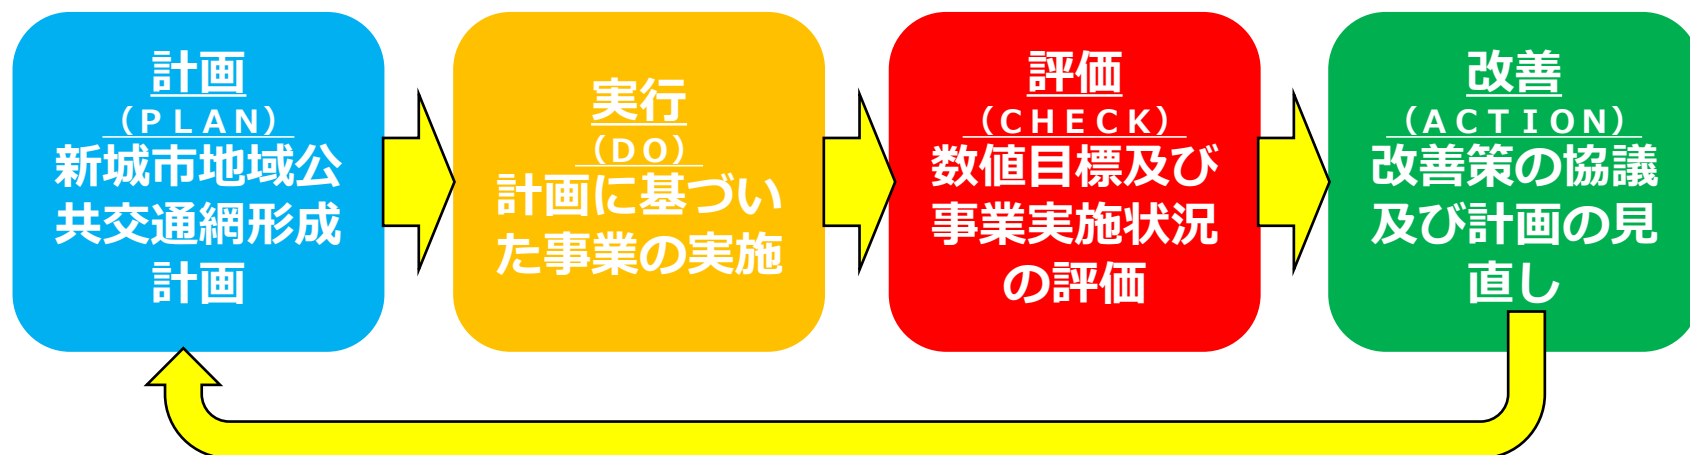 計画
（ＰＬＡＮ）
新城市地域公
共交通網形成
計画
実行
（ＤＯ）
計画に基づい
た事業の実施
評価
（ＣＨＥＣＫ）
数値目標及び
事業実施状況
の評価
改善
（ＡＣＴＩＯＮ）
改善策の協議
及び計画の見
直し